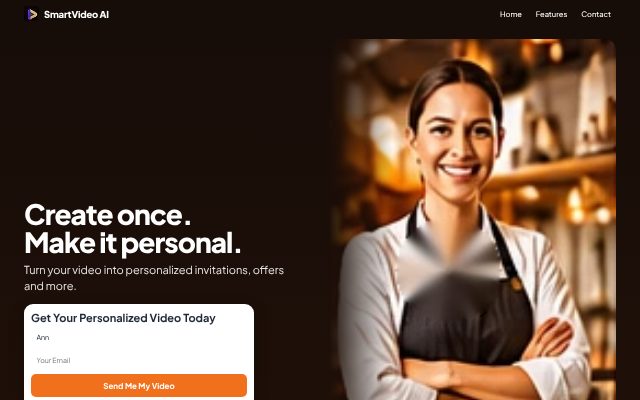 SmartVideo AI
Home Features Contact
Create once.
Make it personal.
Turn your video into personalized invitations, offers
and more.
Get Your Personalized Video Today
Ann
Your Email
Send Me My Video